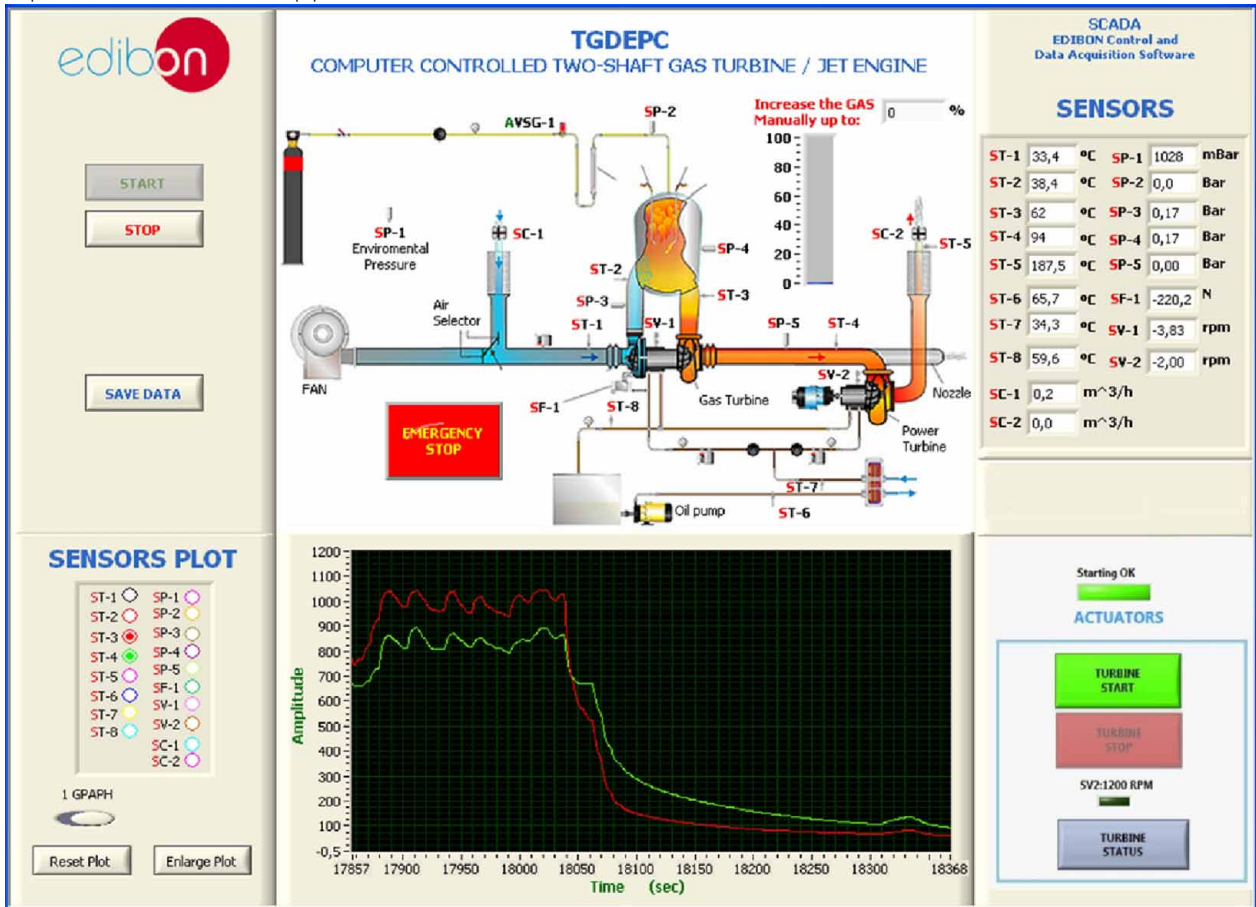 edibon
START
STOP
SAVE DATA
TGDEPC
COMPUTER CONTROLLED TWO-SHAFT GAS TURBINE / JET ENGINE
AVSG-1
SP-2
Increase the GAS
Manually up to:
0 %
100
80
60
40
20
0
SP-1
Enviromental
Pressure
SC-1
SC-2
ST-5
SP-4
ST-2
ST-3
SP-3
Air
Selector
ST-1
SV-1
SP-5
ST-4
FAN
SV-2
Gas Turbine
Nozzle
SF-1
ST-8
EMERGENCY
STOP
Power
Turbine
ST-7
Oil pump
ST-6
SCADA
EDIBON Control and
Data Acquisition Software
SENSORS
ST-1 33,4 ºC SP-1 1028 mBar
ST-2 38,4 ºC SP-2 0,0 Bar
ST-3 62 ºC SP-3 0,17 Bar
ST-4 94 ºC SP-4 0,17 Bar
ST-5 187,5 ºC SP-5 0,00 Bar
ST-6 65,7 ºC SF-1 -220,2 N
ST-7 34,3 ºC SV-1 -3,83 rpm
ST-8 59,6 ºC SV-2 -2,00 rpm
SC-1 0,2 m^3/h
SC-2 0,0 m^3/h
SENSORS PLOT
ST-1 SP-1
ST-2 SP-2
ST-3 SP-3
ST-4 SP-4
ST-5 SP-5
ST-6 SF-1
ST-7 SV-1
ST-8 SV-2
SC-1
SC-2
1 GPAPH
Reset Plot Enlarge Plot
Amplitude
1200
1100
1000
900
800
700
600
500
400
300
200
100
-0,5
17857 17900 17950 18000 18050 18100 18150 18200 18250 18300 18368
Time (sec)
Starting OK
ACTUATORS
TURBINE
START
TURBINE
STOP
SV2:1200 RPM
TURBINE
STATUS